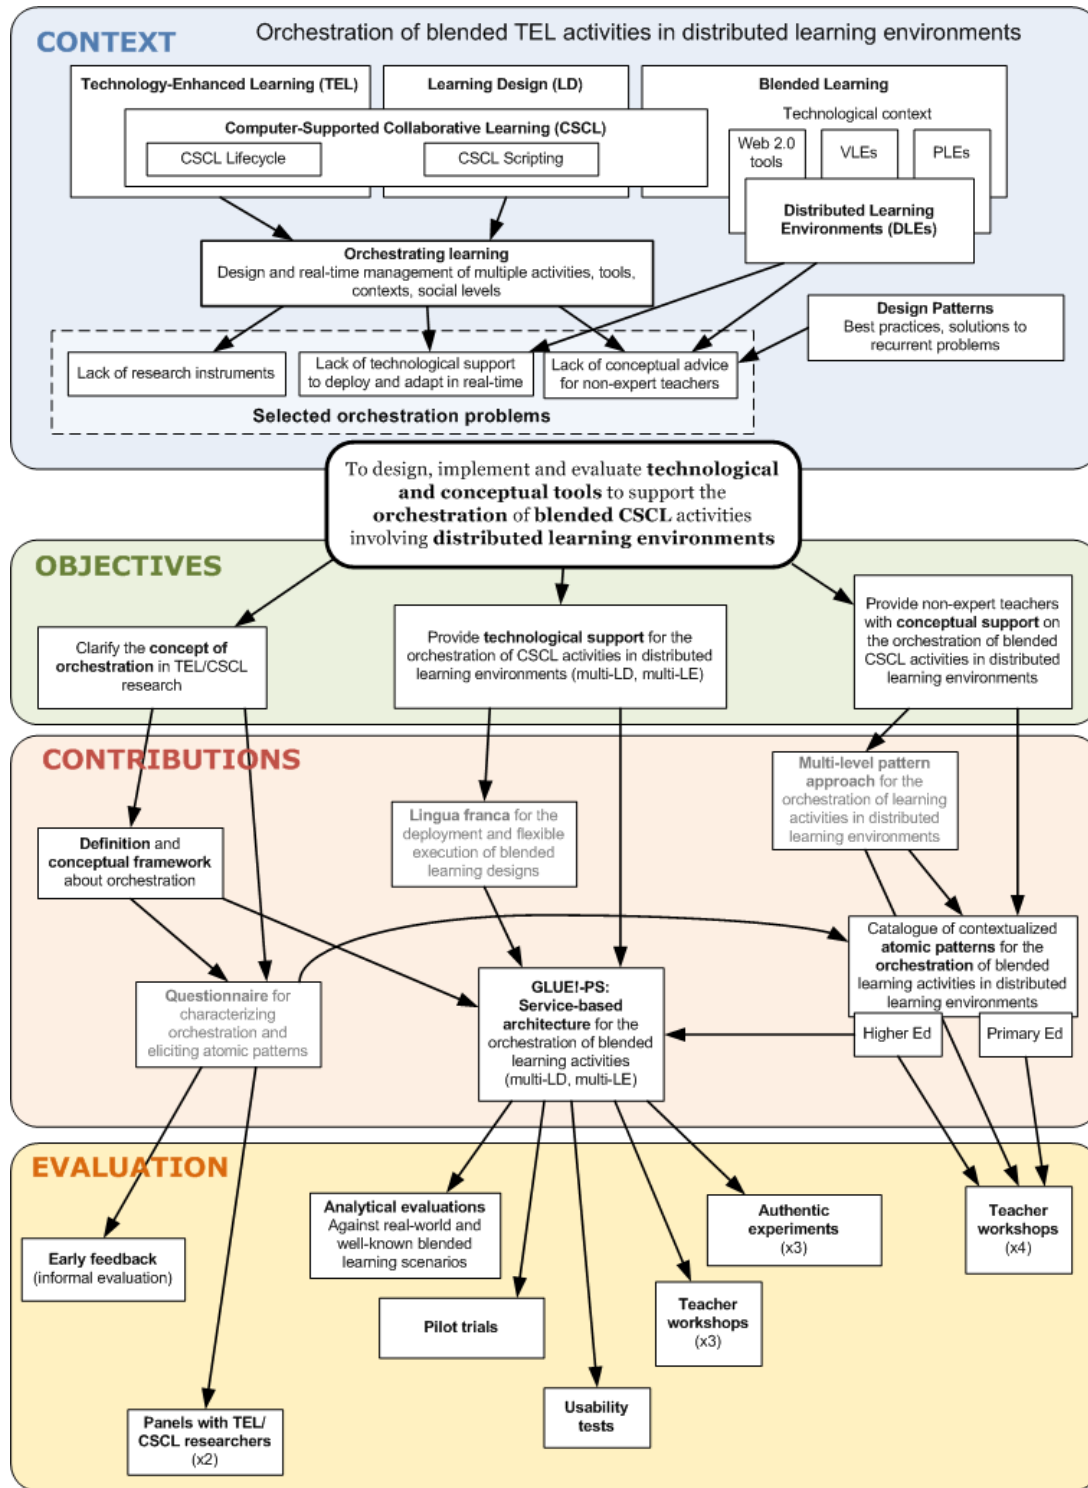 CONTEXT
Orchestration of blended TEL activities in distributed learning environments
Technology-Enhanced Learning (TEL)
Learning Design (LD)
Blended Learning
Technological context
Computer-Supported Collaborative Learning (CSCL)
CSCL Lifecycle
CSCL Scripting
Web 2.0
tools
VLEs
PLEs
Distributed Learning
Environments (DLEs)
Orchestrating learning
Design and real-time management of multiple activities, tools,
contexts, social levels
Design Patterns
Best practices, solutions to
recurrent problems
Lack of research instruments
Lack of technological support
to deploy and adapt in real-time
Lack of conceptual advice
for non-expert teachers
Selected orchestration problems
To design, implement and evaluate technological
and conceptual tools to support the
orchestration of blended CSCL activities
involving distributed learning environments
OBJECTIVES
Clarify the concept of
orchestration in TEL/CSCL
research
Provide technological support for the
orchestration of CSCL activities in distributed
learning environments (multi-LD, multi-LE)
Provide non-expert teachers
with conceptual support on
the orchestration of blended
CSCL activities in distributed
learning environments
CONTRIBUTIONS
Multi-level pattern
approach for the
orchestration of learning
activities in distributed
learning environments
Lingua franca for the
deployment and flexible
execution of blended
learning designs
Definition and
conceptual framework
about orchestration
Catalogue of contextualized
atomic patterns for the
orchestration of blended
learning activities in distributed
learning environments
Higher Ed
Primary Ed
Questionnaire for
characterizing
orchestration and
eliciting atomic patterns
GLUE!-PS:
Service-based
architecture for the
orchestration of blended
learning activities
(multi-LD, multi-LE)
EVALUATION
Analytical evaluations
Against real-world and
well-known blended
learning scenarios
Authentic
experiments
(x3)
Teacher
workshops
(x4)
Early feedback
(informal evaluation)
Pilot trials
Teacher
workshops
(x3)
Usability
tests
Panels with TEL/
CSCL researchers
(x2)